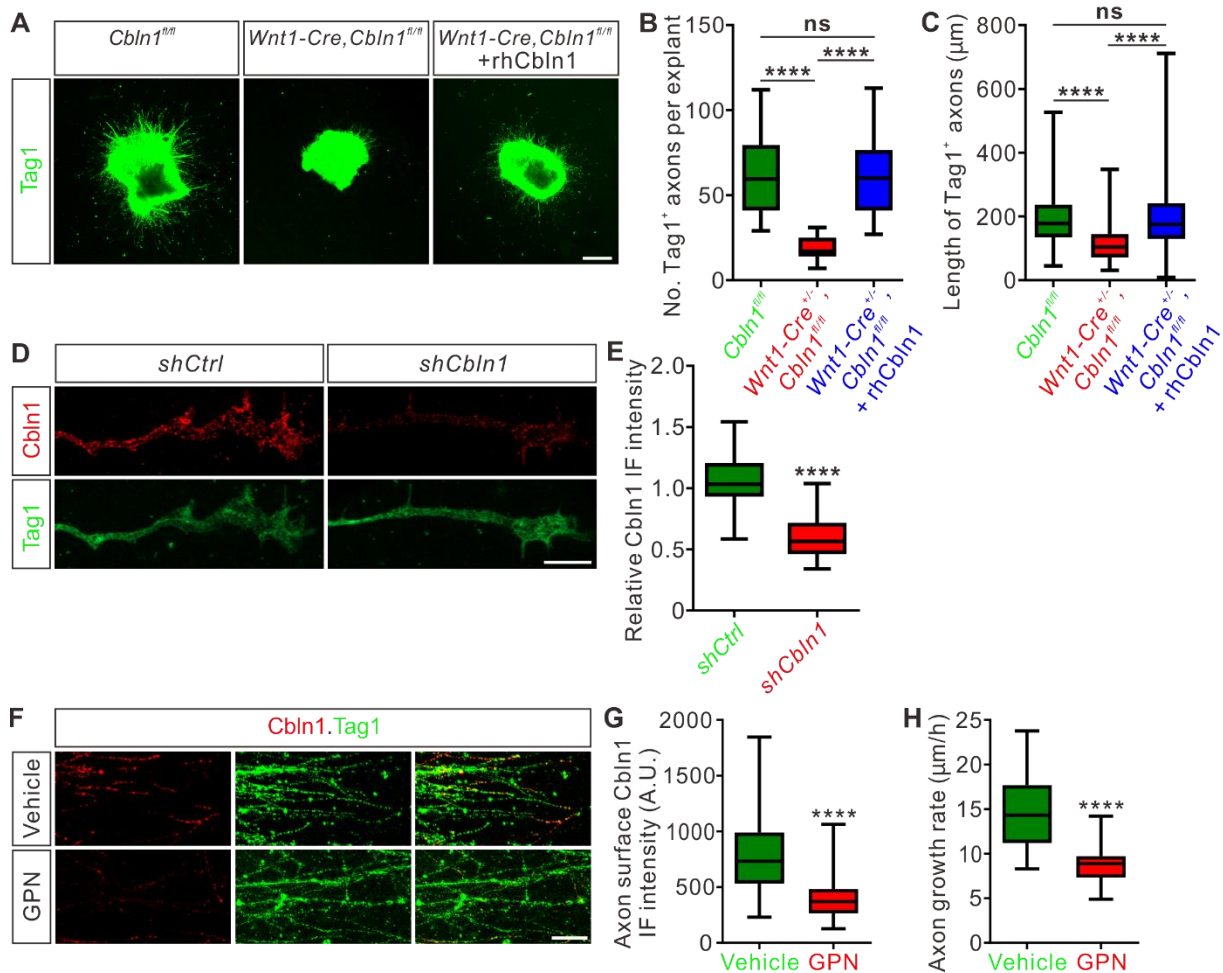 A
Cbln1fl/fl
Wnt1-Cre,Cbln1fl/fl
Wnt1-Cre,Cbln1fl/fl
+rhCbln1
Tag1
B
No. Tag1+ axons per explant
150
100
50
0
ns
****
****
Cbln1fl/fl
Wnt1-Cre+/-,
Cbln1fl/fl
Wnt1-Cre+/-,
Cbln1fl/fl
+ rhCbln1
C
Length of Tag1+ axons (μm)
800
600
400
200
0
ns
****
****
Cbln1fl/fl
Wnt1-Cre+/-,
Cbln1fl/fl
Wnt1-Cre+/-,
Cbln1fl/fl
+ rhCbln1
D
shCtrl
shCbln1
Cbln1
Tag1
E
Relative Cbln1 IF intensity
2.0
1.5
1.0
0.5
0
****
shCtrl
shCbln1
F
Cbln1.Tag1
Vehicle
GPN
G
Axon surface Cbln1
IF intensity (A.U.)
2000
1500
1000
500
0
****
Vehicle
GPN
H
Axon growth rate (μm/h)
25
20
15
10
5
0
****
Vehicle
GPN